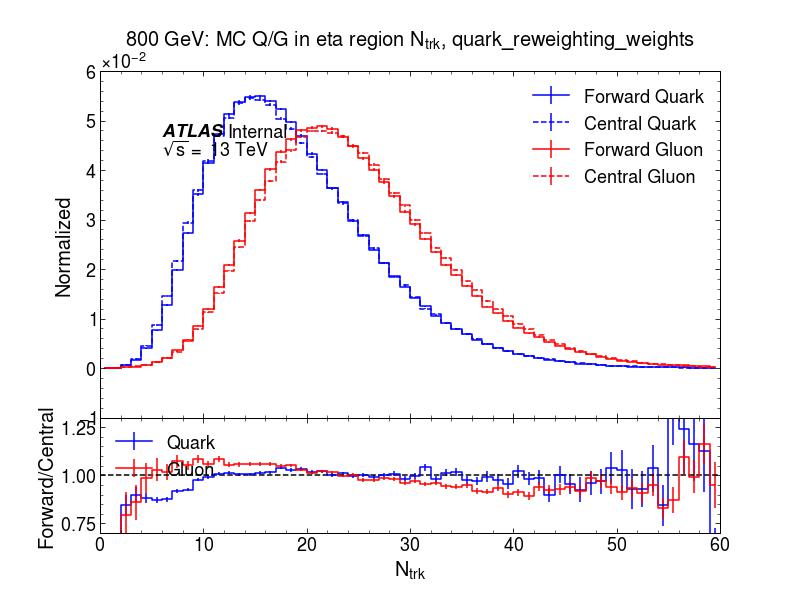 800 GeV: MC Q/G in eta region N_trk, quark_reweighting_weights
×10⁻²
6
5
4
3
2
1
0
−1
Normalized
ATLAS Internal
√s = 13 TeV
Forward Quark
Central Quark
Forward Gluon
Central Gluon
1.25
1.00
0.75
Forward/Central
Quark
Gluon
0 10 20 30 40 50 60
N_trk